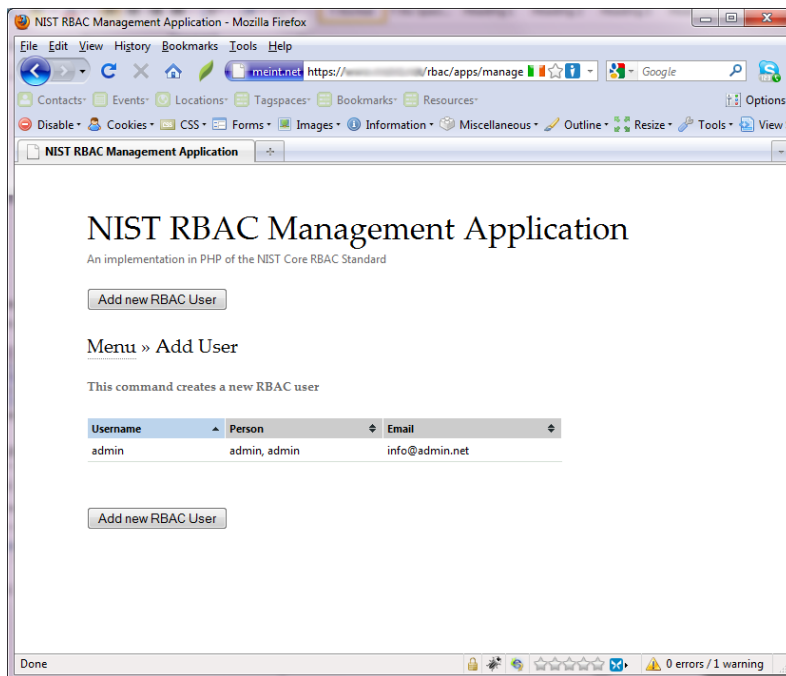 NIST RBAC Management Application - Mozilla Firefox
File Edit View History Bookmarks Tools Help
meint.net https:// /rbac/apps/manage Google
Contacts Events Locations Tagspaces Bookmarks Resources Options
Disable Cookies CSS Forms Images Information Miscellaneous Outline Resize Tools View
NIST RBAC Management Application
NIST RBAC Management Application
An implementation in PHP of the NIST Core RBAC Standard
Add new RBAC User
Menu » Add User
This command creates a new RBAC user
Username Person Email
admin admin, admin info@admin.net
Add new RBAC User
Done 0 errors / 1 warning